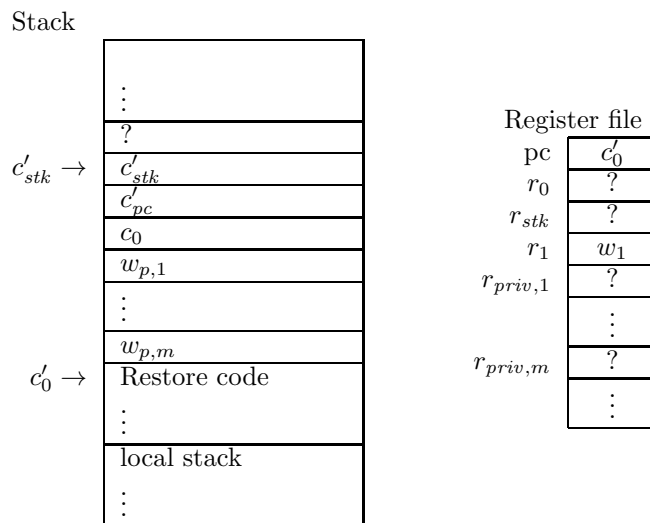 Stack
⋮
?
c′stk → c′stk
c′pc
c0
wp,1
⋮
wp,m
c′0 → Restore code
⋮
local stack
⋮
Register file
pc c′0
r0 ?
rstk ?
r1 w1
rpriv,1 ?
⋮
rpriv,m ?
⋮